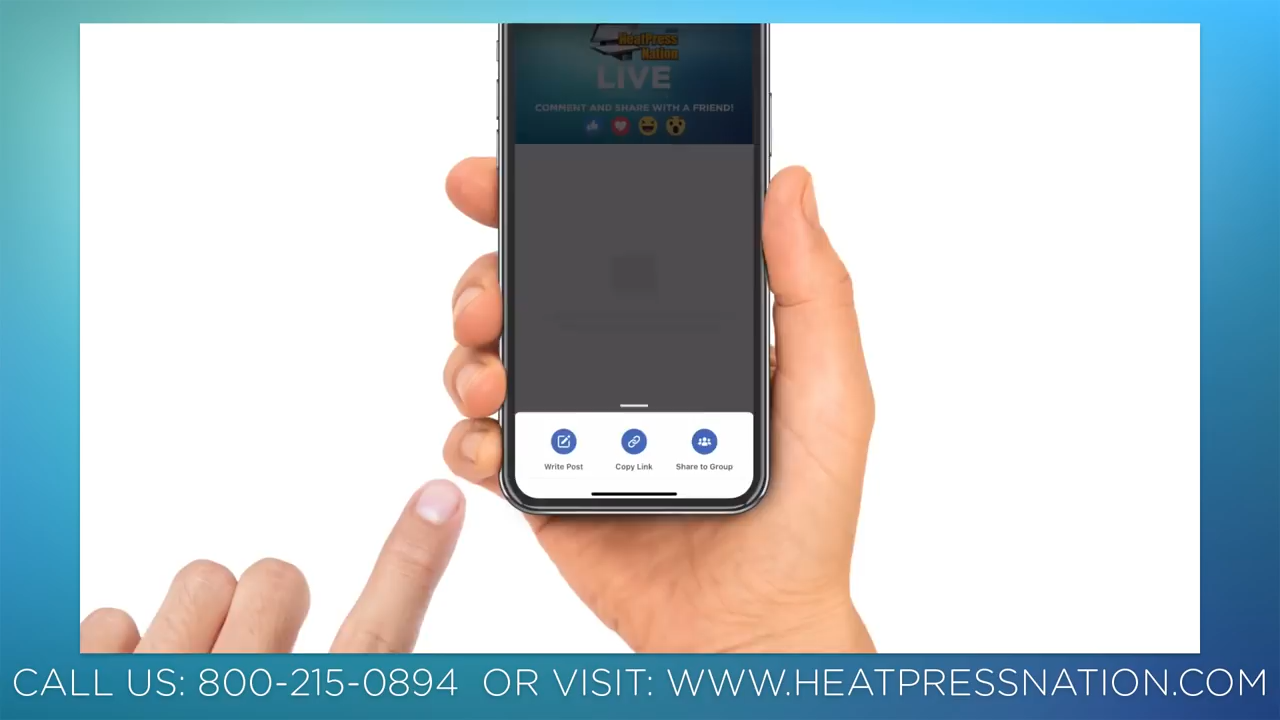 HeatPress
Nation
LIVE
COMMENT AND SHARE WITH A FRIEND!
Write Post
Copy Link
Share to Group
CALL US: 800-215-0894 OR VISIT: WWW.HEATPRESSNATION.COM